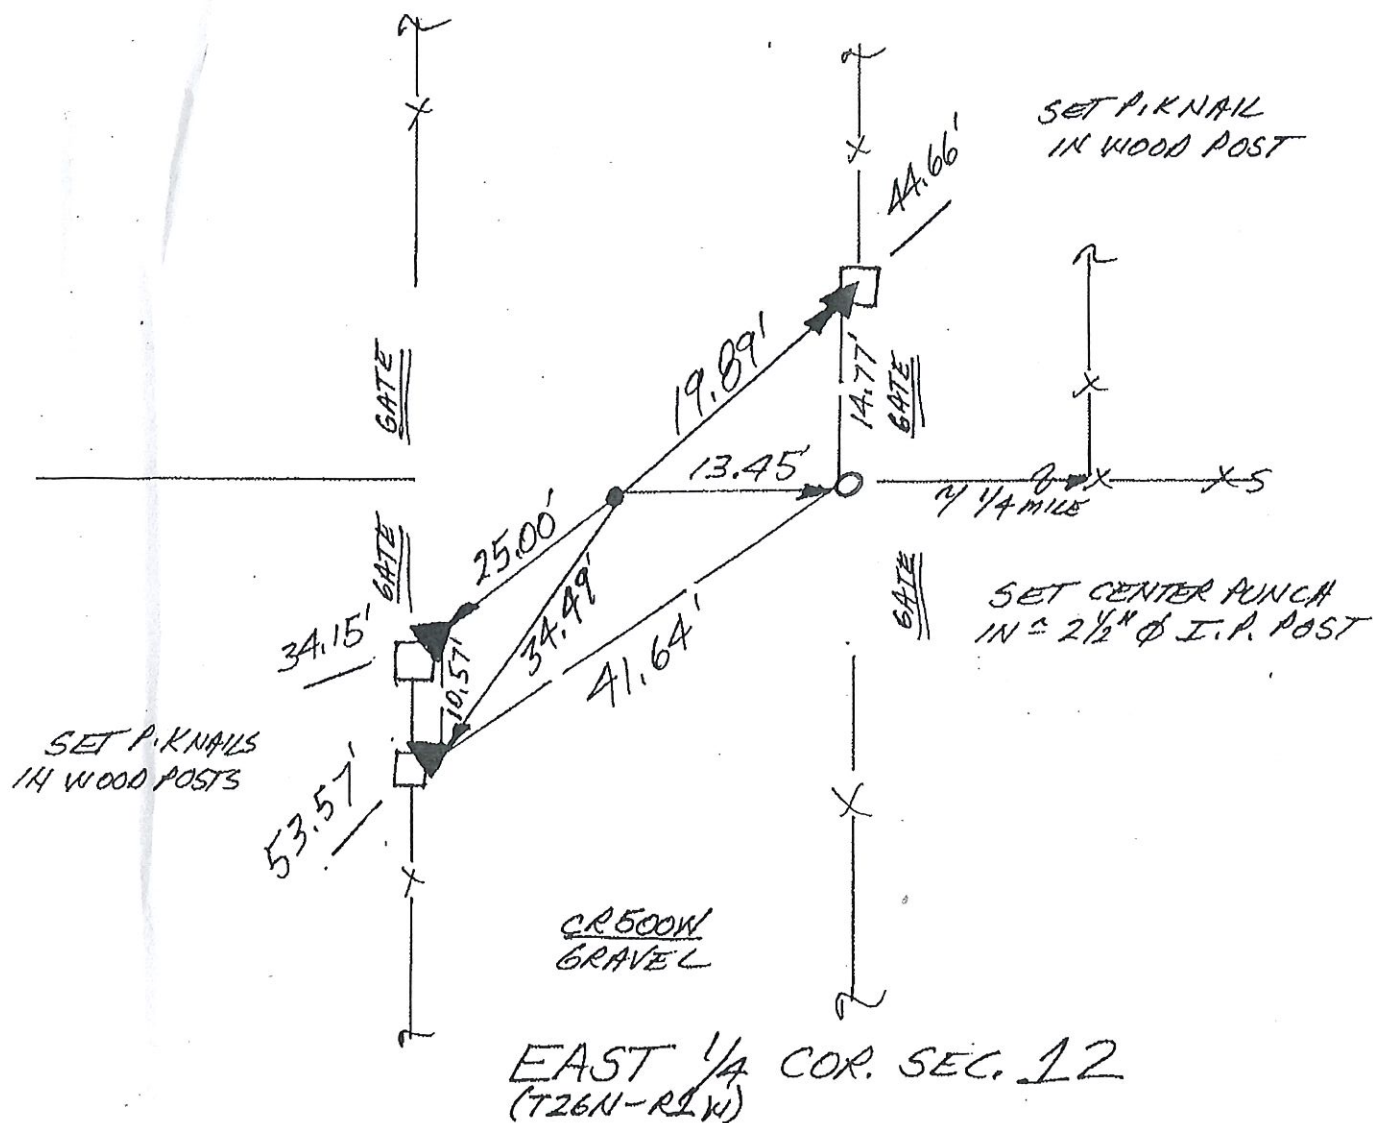 SET P.K NAIL
IN WOOD POST
44.66'
19.89'
14.77'
GATE
GATE
13.45'
1/4 MILE
S
25.00'
GATE
GATE
34.49'
41.64'
34.15'
10.57'
SET CENTER PUNCH
IN ≃ 2½" Ø I.P. POST
SET P.K NAILS
IN WOOD POSTS
53.57'
CR500W
GRAVEL
EAST 1/4 COR. SEC. 12
(T26N-R1W)